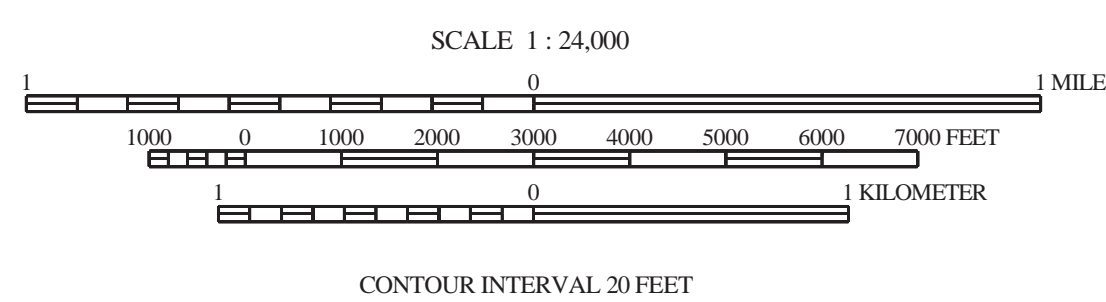 SCALE 1 : 24,000
1 0 1 MILE
1000 0 1000 2000 3000 4000 5000 6000 7000 FEET
1 0 1 KILOMETER
CONTOUR INTERVAL 20 FEET